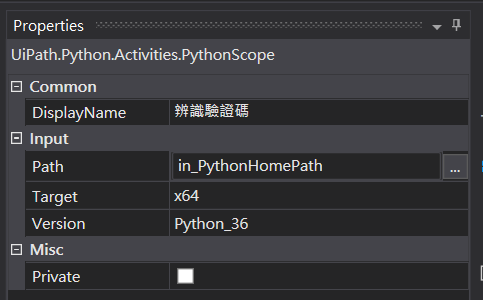 Properties
UiPath.Python.Activities.PythonScope
Common
DisplayName 辨識驗證碼
Input
Path in_PythonHomePath ...
Target x64
Version Python_36
Misc
Private